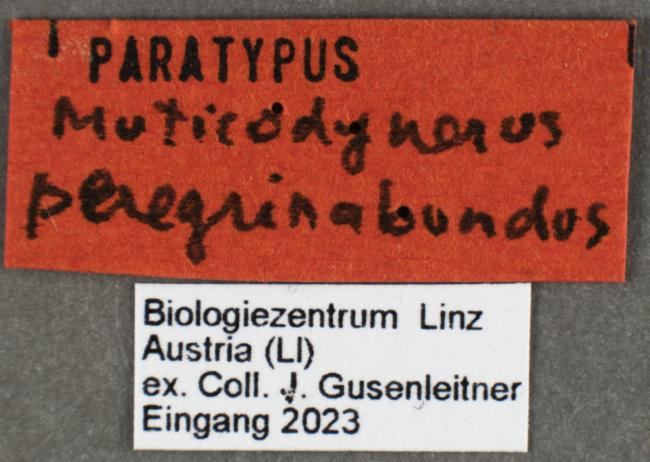 PARATYPUS
Muticodynerus
peregrinabundus
Biologiezentrum Linz
Austria (LI)
ex. Coll. J. Gusenleitner
Eingang 2023